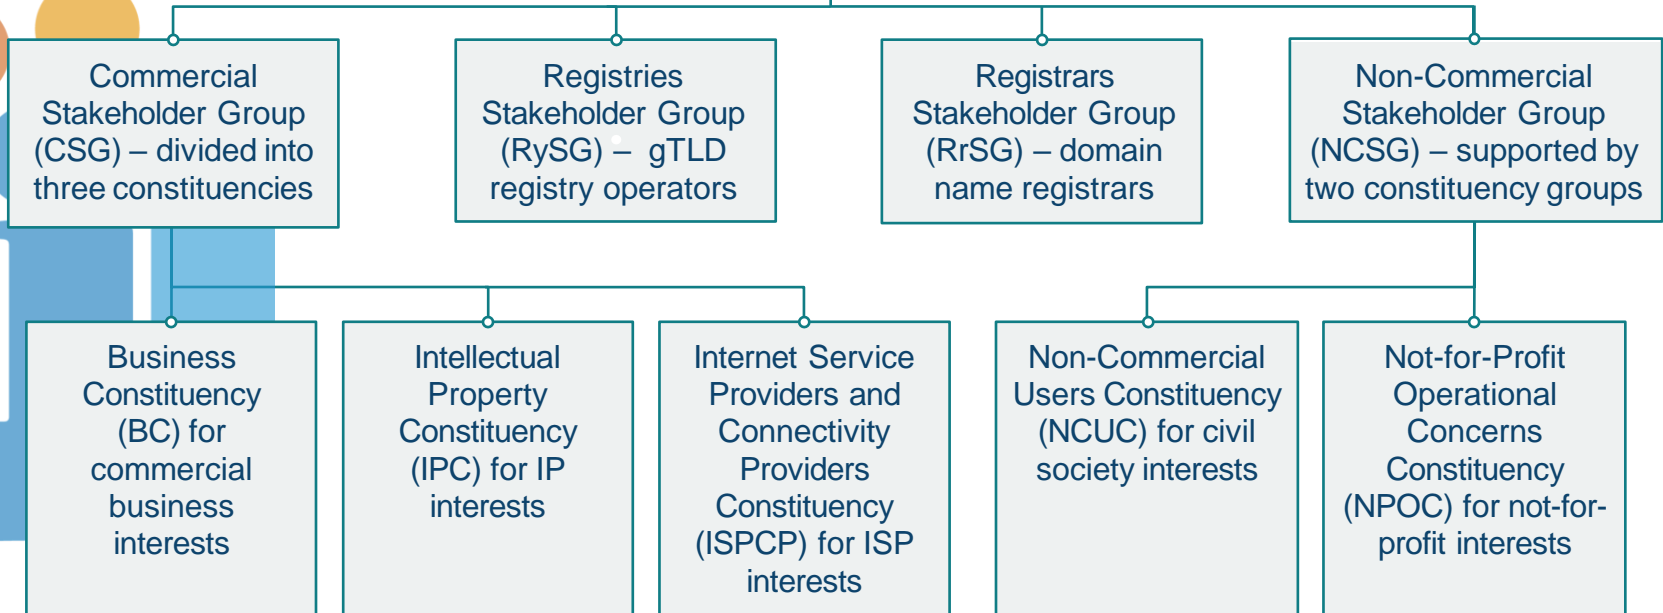 Commercial
Stakeholder Group
(CSG) – divided into
three constituencies
Registries
Stakeholder Group
(RySG) – gTLD
registry operators
Registrars
Stakeholder Group
(RrSG) – domain
name registrars
Non-Commercial
Stakeholder Group
(NCSG) – supported by
two constituency groups
Business
Constituency
(BC) for
commercial
business
interests
Intellectual
Property
Constituency
(IPC) for IP
interests
Internet Service
Providers and
Connectivity
Providers
Constituency
(ISPCP) for ISP
interests
Non-Commercial
Users Constituency
(NCUC) for civil
society interests
Not-for-Profit
Operational
Concerns
Constituency
(NPOC) for not-for-
profit interests